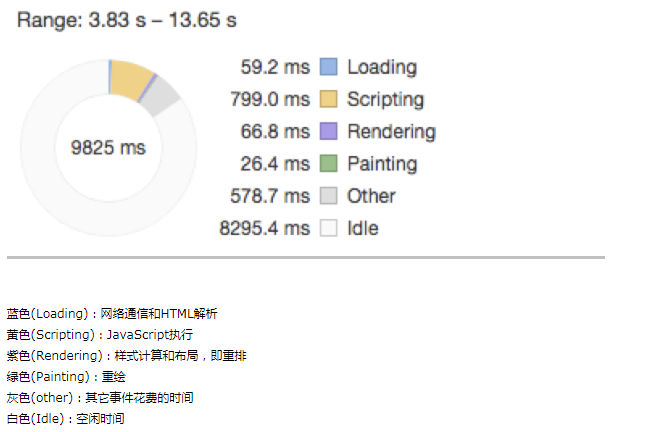 Range: 3.83 s – 13.65 s
9825 ms
59.2 ms Loading
799.0 ms Scripting
66.8 ms Rendering
26.4 ms Painting
578.7 ms Other
8295.4 ms Idle
蓝色(Loading)：网络通信和HTML解析
黄色(Scripting)：JavaScript执行
紫色(Rendering)：样式计算和布局，即重排
绿色(Painting)：重绘
灰色(other)：其它事件花费的时间
白色(Idle)：空闲时间